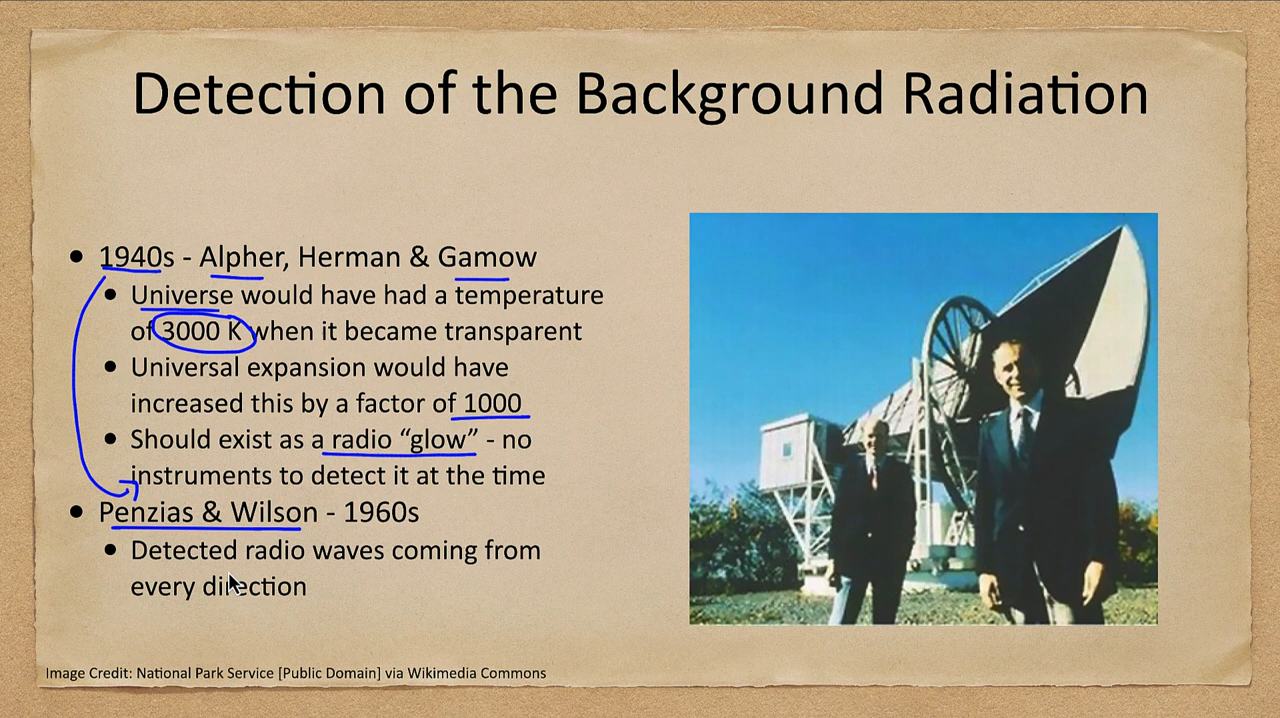 Detection of the Background Radiation
• 1940s - Alpher, Herman & Gamow
• Universe would have had a temperature
of 3000 K when it became transparent
• Universal expansion would have
increased this by a factor of 1000
• Should exist as a radio “glow” - no
instruments to detect it at the time
• Penzias & Wilson - 1960s
• Detected radio waves coming from
every direction
Image Credit: National Park Service [Public Domain] via Wikimedia Commons